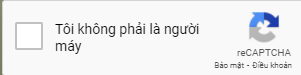 Tôi không phải là người
máy
reCAPTCHA
Bảo mật - Điều khoản